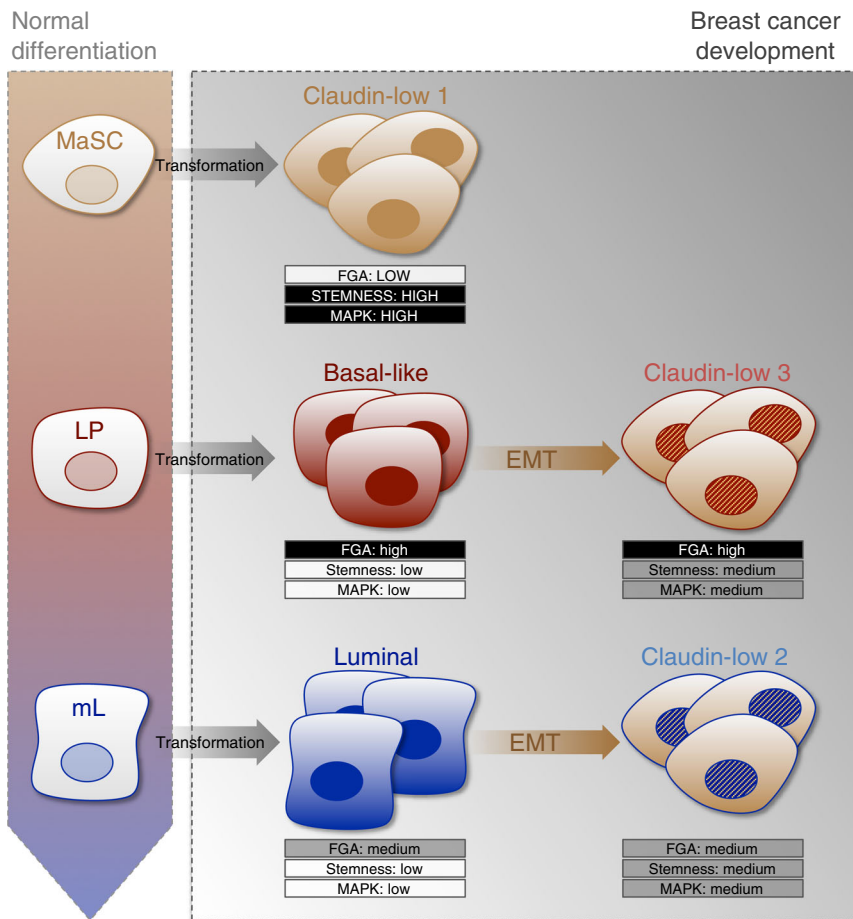 Normal
differentiation
Breast cancer
development
MaSC
Transformation
Claudin-low 1
FGA: LOW
STEMNESS: HIGH
MAPK: HIGH
LP
Transformation
Basal-like
EMT
Claudin-low 3
FGA: high
Stemness: low
MAPK: low
FGA: high
Stemness: medium
MAPK: medium
mL
Transformation
Luminal
EMT
Claudin-low 2
FGA: medium
Stemness: low
MAPK: low
FGA: medium
Stemness: medium
MAPK: medium